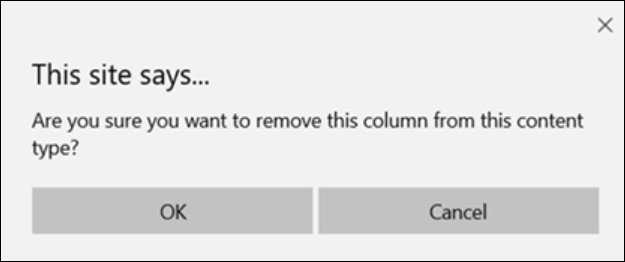 This site says...
Are you sure you want to remove this column from this content
type?
OK
Cancel